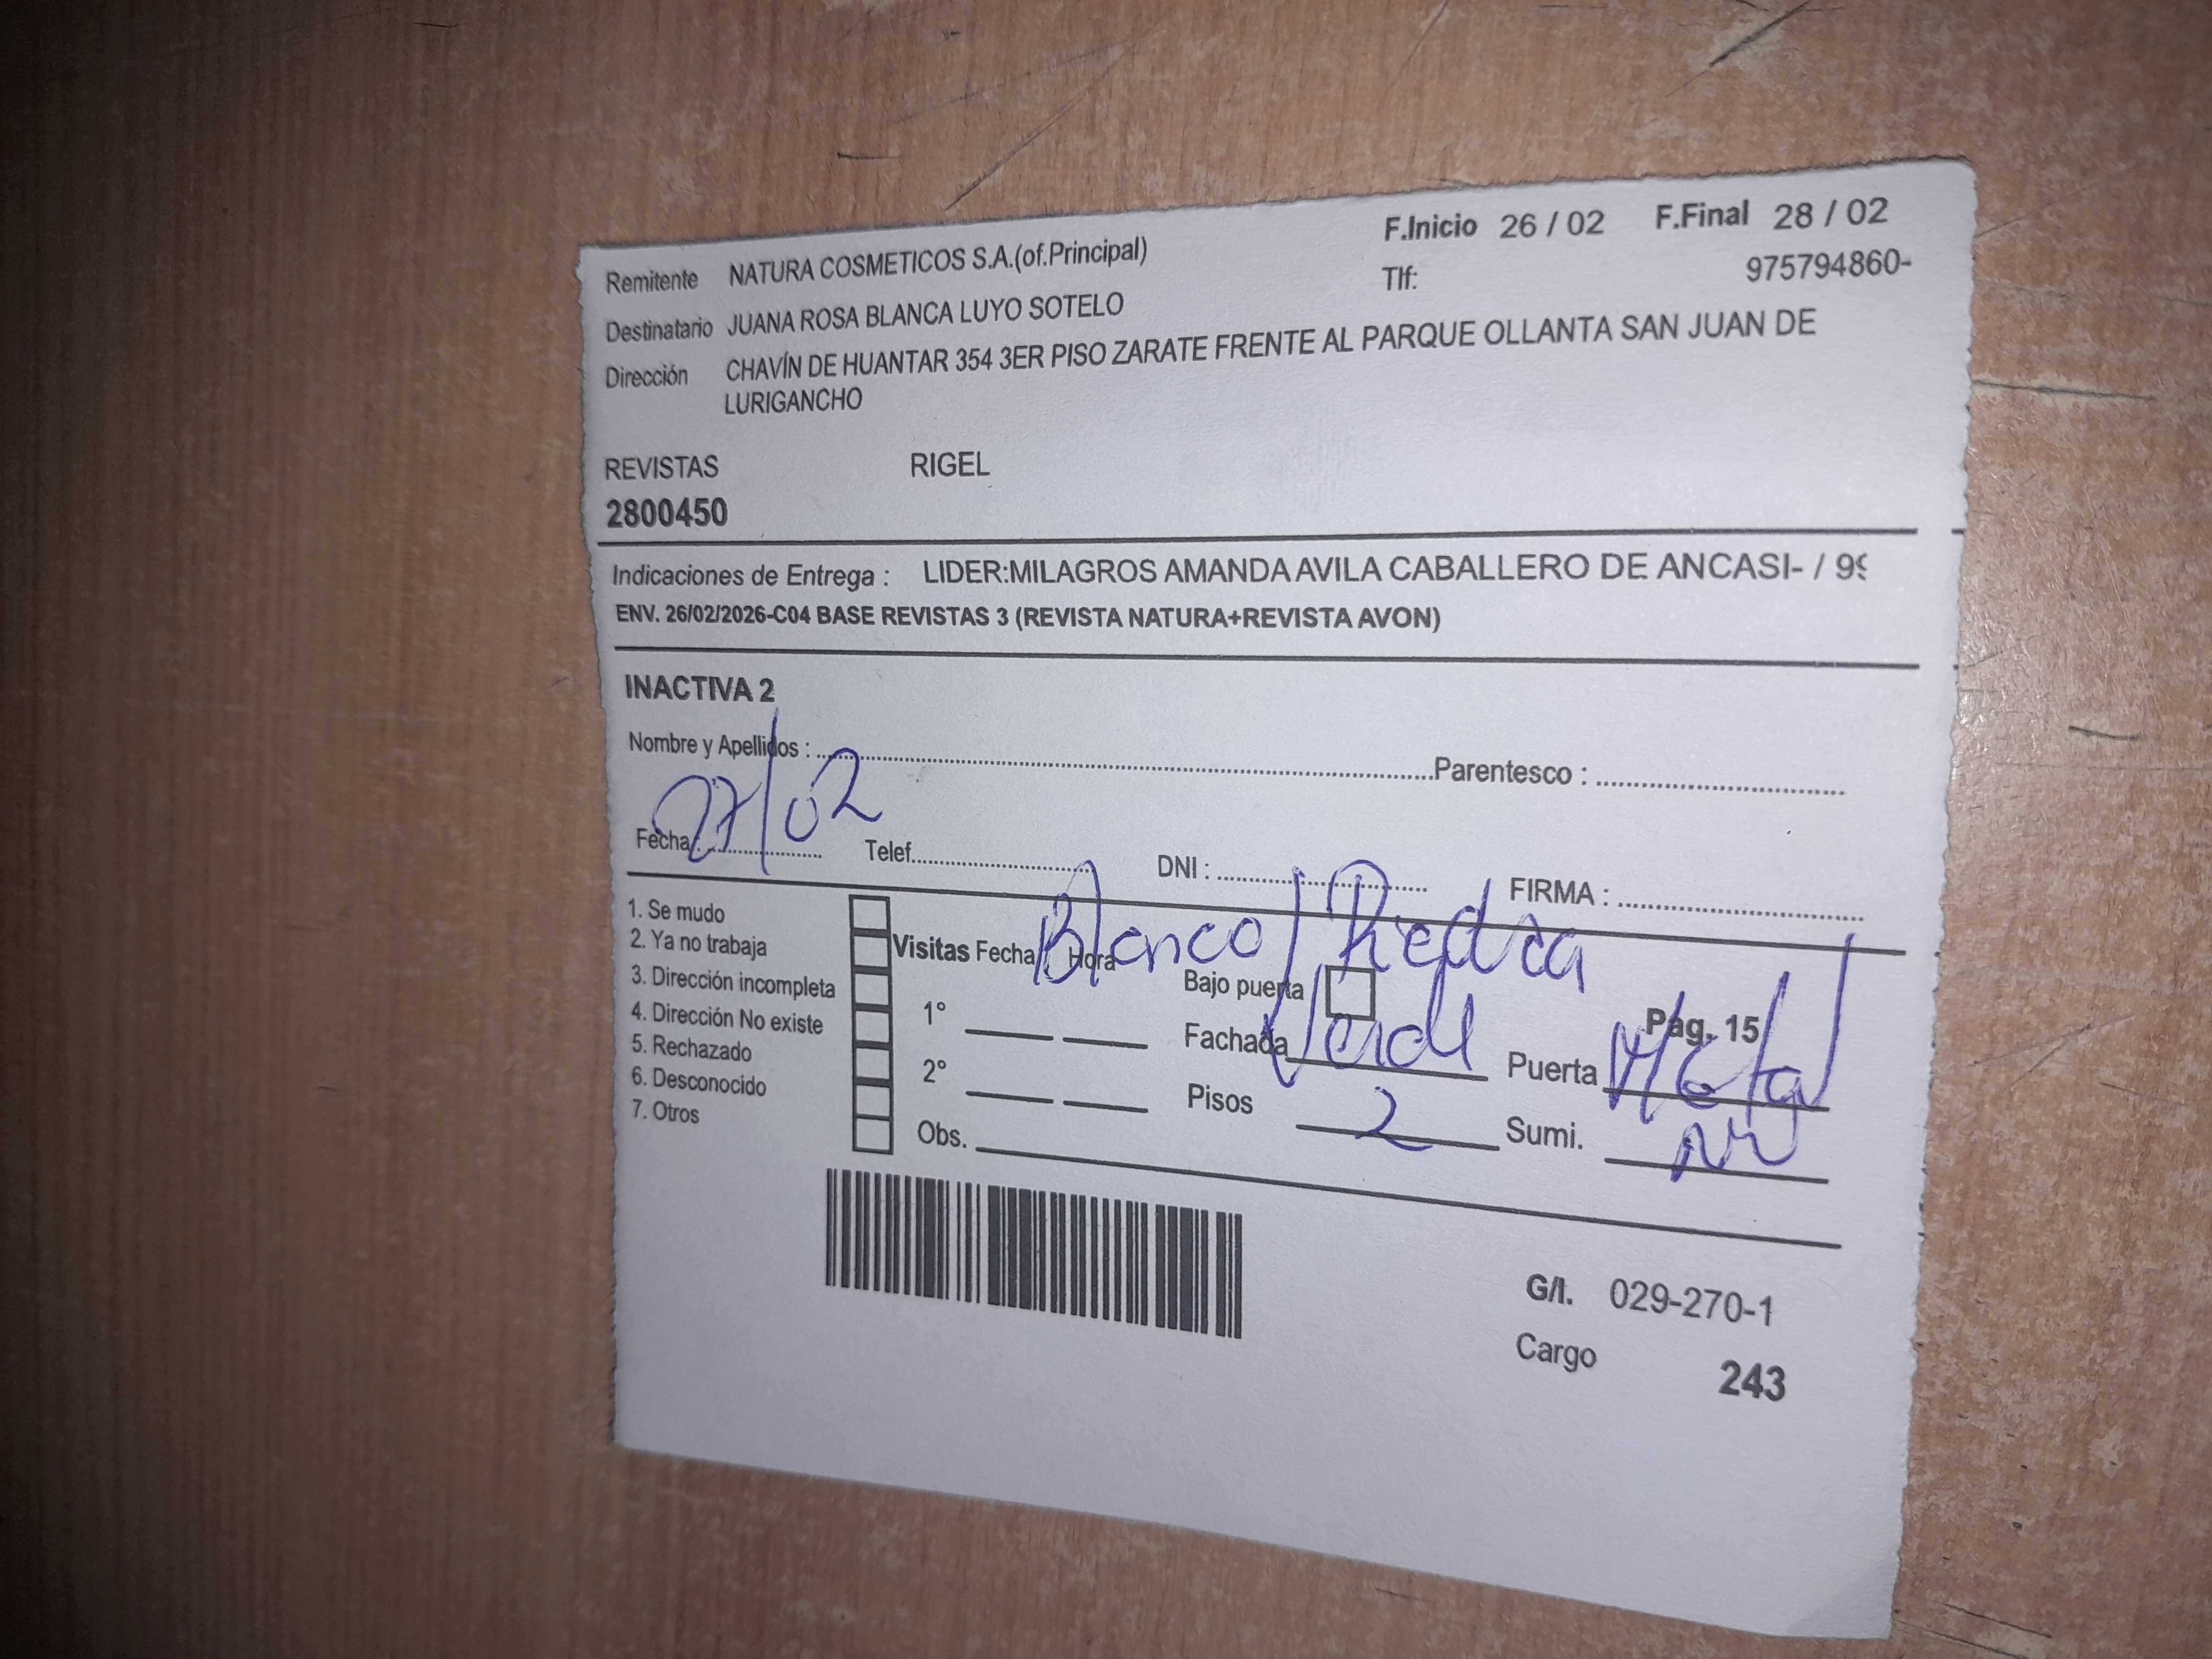 F.Inicio 26 / 02 F.Final 28 / 02
Remitente NATURA COSMETICOS S.A.(of.Principal) Tlf: 975794860-
Destinatario JUANA ROSA BLANCA LUYO SOTELO
Dirección CHAVÍN DE HUANTAR 354 3ER PISO ZARATE FRENTE AL PARQUE OLLANTA SAN JUAN DE
LURIGANCHO
REVISTAS RIGEL
2800450
Indicaciones de Entrega : LIDER:MILAGROS AMANDA AVILA CABALLERO DE ANCASI- / 99
ENV. 26/02/2026-C04 BASE REVISTAS 3 (REVISTA NATURA+REVISTA AVON)
INACTIVA 2
Nombre y Apellidos : Parentesco :
Fecha : 27/02 Telef. DNI : FIRMA :
Blanco / Piedra
1. Se mudo
2. Ya no trabaja
3. Dirección incompleta
4. Dirección No existe
5. Rechazado
6. Desconocido
7. Otros
Visitas Fecha Hora Bajo puerta
1° Fachada Verde Puerta Metal
Pág. 15
2° Pisos 2 Sumi.
Obs.
G/I. 029-270-1
Cargo 243